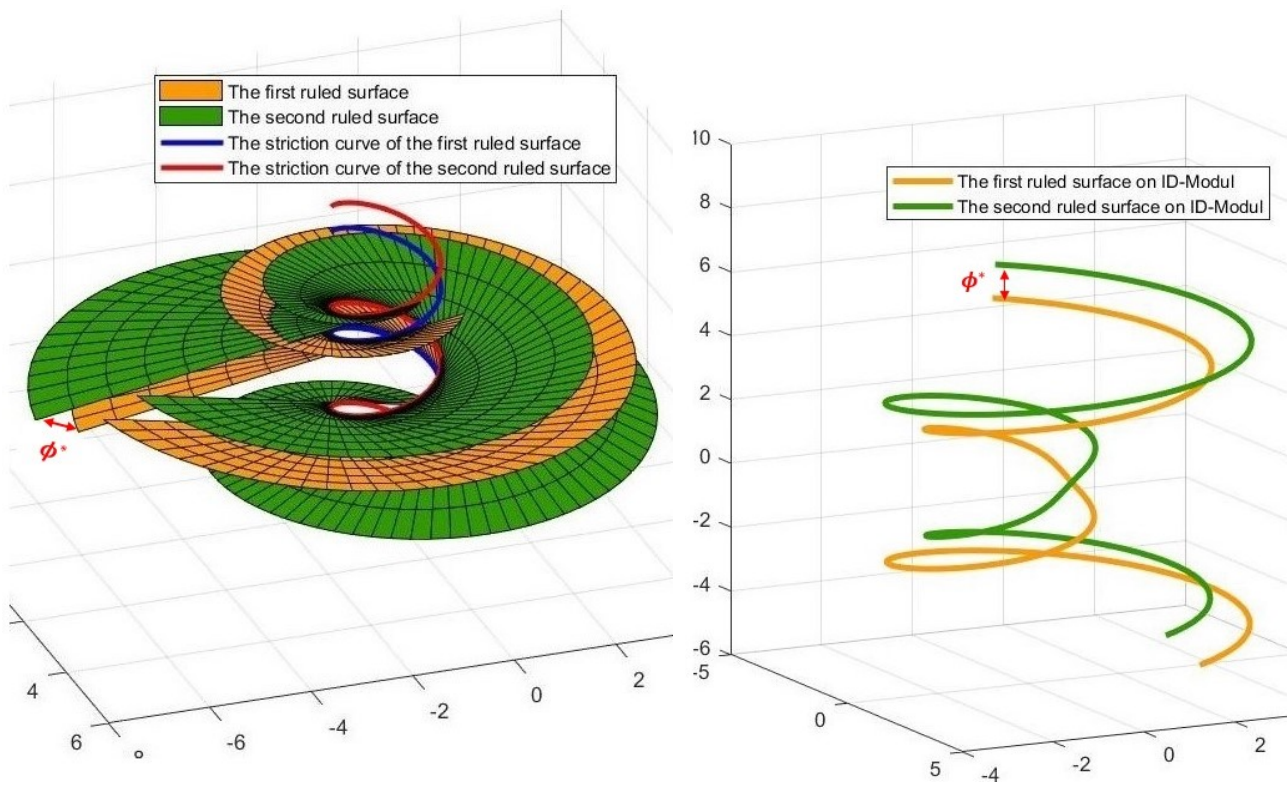 The first ruled surface
The second ruled surface
The striction curve of the first ruled surface
The striction curve of the second ruled surface
ϕ*
4
6
-6
-4
-2
0
2
The first ruled surface on ID-Modul
The second ruled surface on ID-Modul
ϕ*
10
8
6
4
2
0
-2
-4
-6
-5
0
5
-4
-2
0
2